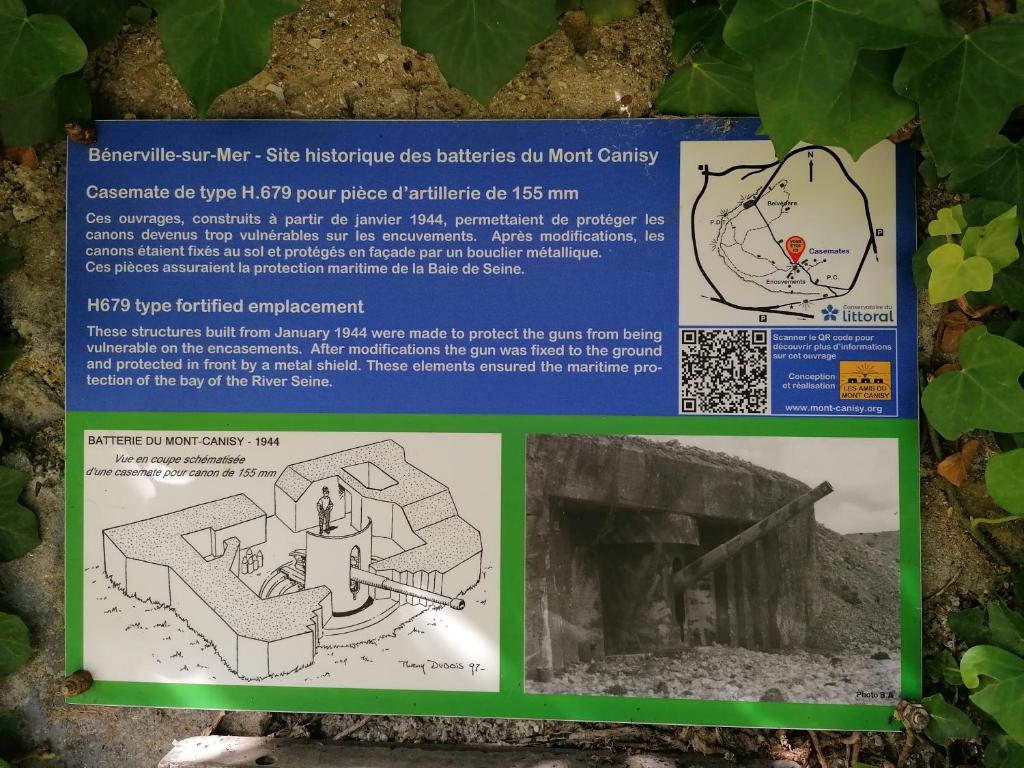 Bénerville-sur-Mer - Site historique des batteries du Mont Canisy
Casemate de type H.679 pour pièce d'artillerie de 155 mm
Ces ouvrages, construits à partir de janvier 1944, permettaient de protéger les
canons devenus trop vulnérables sur les encuvements. Après modifications, les
canons étaient fixés au sol et protégés en façade par un bouclier métallique.
Ces pièces assuraient la protection maritime de la Baie de Seine.
H679 type fortified emplacement
These structures built from January 1944 were made to protect the guns from being
vulnerable on the encasements. After modifications the gun was fixed to the ground
and protected in front by a metal shield. These elements ensured the maritime pro-
tection of the bay of the River Seine.
N
Belvédère
P.D.T
P
VOUS
ÊTES
ICI
Casemates
P.C.
Encuvements
P
Conservatoire du
littoral
Scanner le QR code pour
découvrir plus d'informations
sur cet ouvrage
Conception
et réalisation
LES AMIS DU
MONT CANISY
www.mont-canisy.org
BATTERIE DU MONT-CANISY - 1944
Vue en coupe schématisée
d'une casemate pour canon de 155 mm
Thierry DUBOIS 97-
Photo B.A